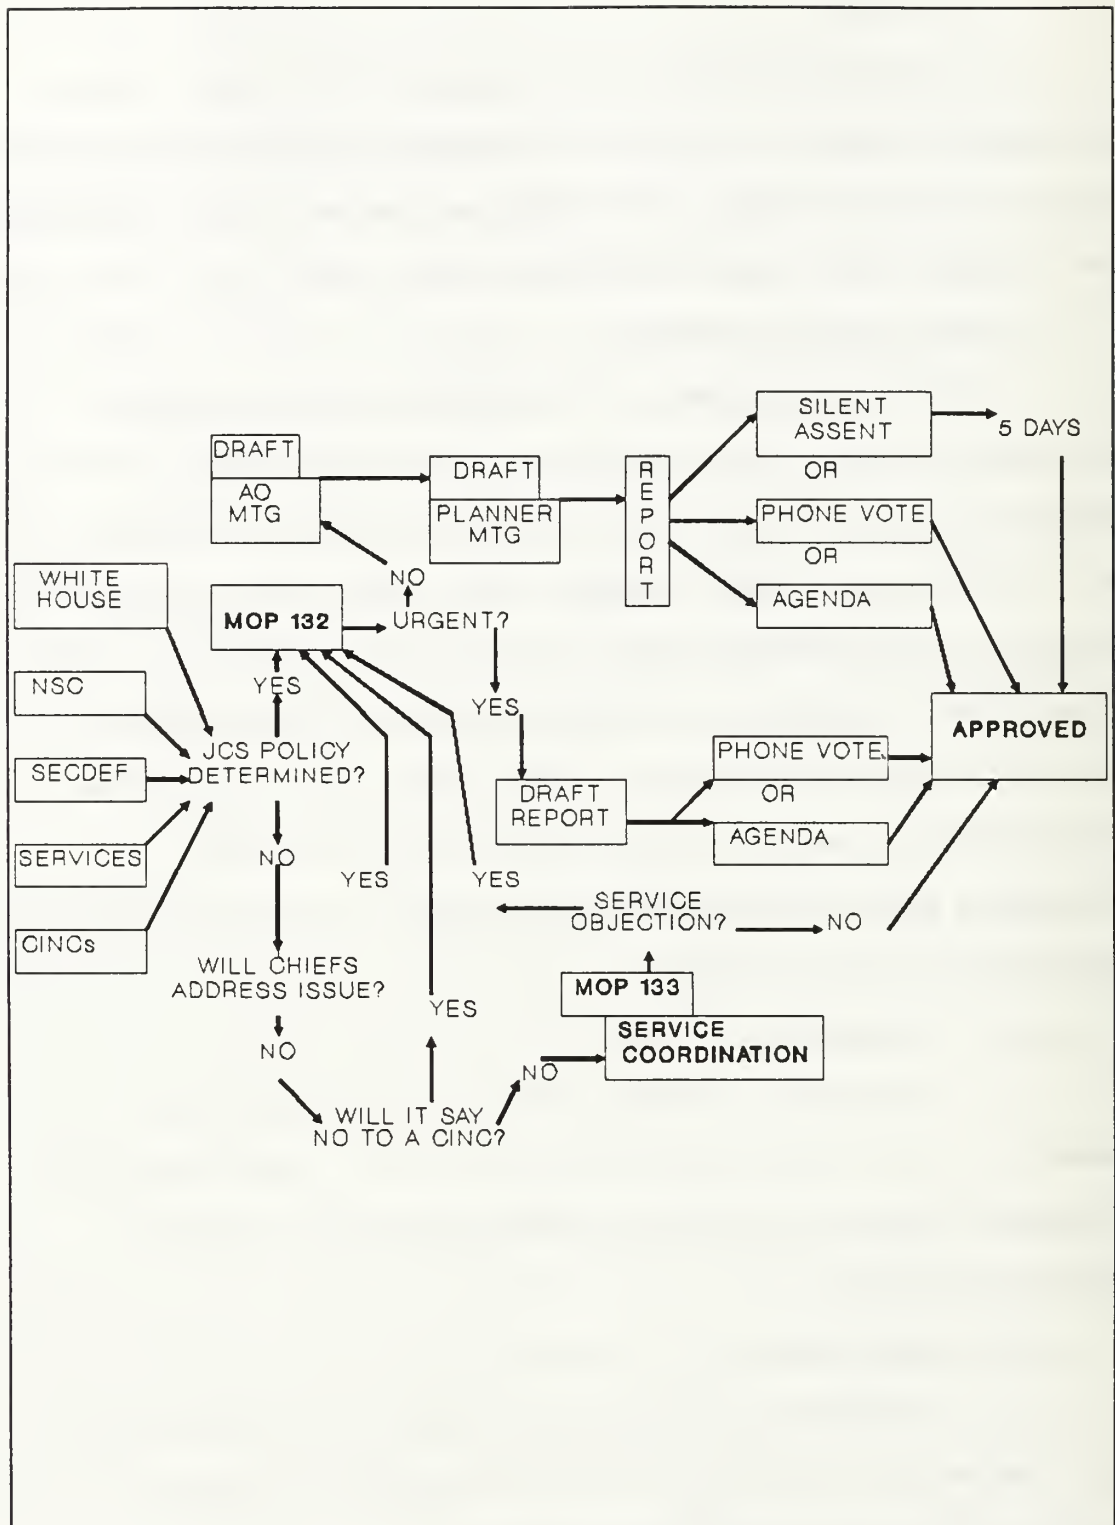 SILENT
ASSENT
5 DAYS
OR
DRAFT
AO
MTG
DRAFT
PLANNER
MTG
REPORT
PHONE VOTE
OR
AGENDA
WHITE
HOUSE
MOP 132
NO
URGENT?
YES
NSC
YES
JCS POLICY
DETERMINED?
SECDEF
APPROVED
PHONE VOTE
OR
AGENDA
DRAFT
REPORT
SERVICES
NO
YES
YES
SERVICE
OBJECTION?
NO
CINCs
WILL CHIEFS
ADDRESS ISSUE?
YES
MOP 133
SERVICE
COORDINATION
NO
NO
WILL IT SAY
NO TO A CINC?